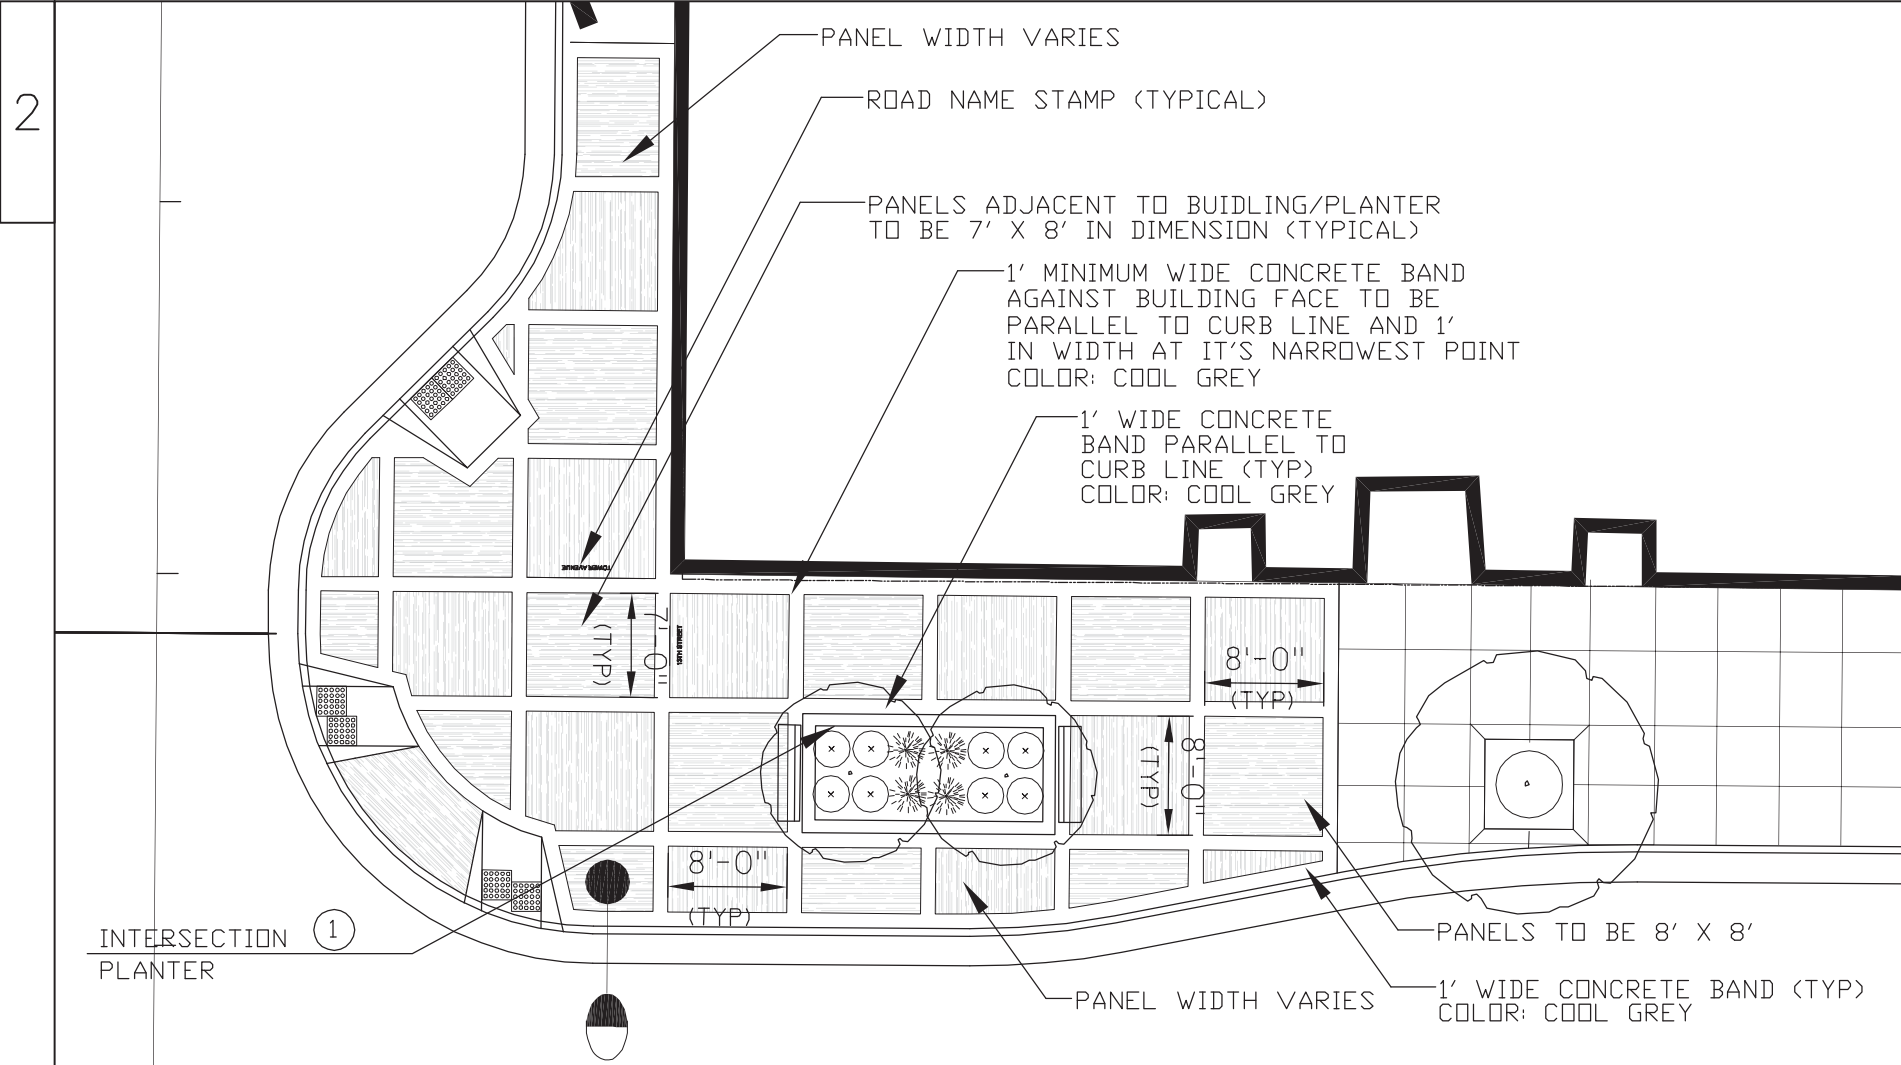 2
PANEL WIDTH VARIES
ROAD NAME STAMP (TYPICAL)
PANELS ADJACENT TO BUIDLING/PLANTER
TO BE 7' X 8' IN DIMENSION (TYPICAL)
1' MINIMUM WIDE CONCRETE BAND
AGAINST BUILDING FACE TO BE
PARALLEL TO CURB LINE AND 1'
IN WIDTH AT IT'S NARROWEST POINT
COLOR: COOL GREY
1' WIDE CONCRETE
BAND PARALLEL TO
CURB LINE (TYP)
COLOR: COOL GREY
TOWER AVENUE
7'-0"
(TYP)
13TH STREET
8'-0"
(TYP)
8'-0"
(TYP)
8'-0"
(TYP)
INTERSECTION
PLANTER
1
PANELS TO BE 8' X 8'
PANEL WIDTH VARIES
1' WIDE CONCRETE BAND (TYP)
COLOR: COOL GREY